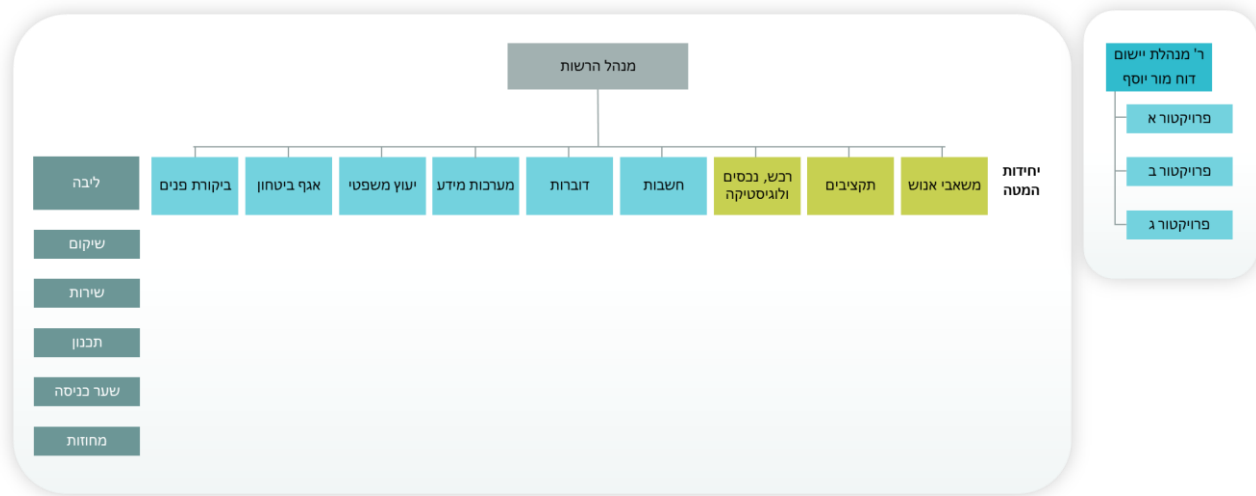 מנהל הרשות
יחידות
המטה
משאבי אנוש
תקציבים
רכש, נכסים
ולוגיסטיקה
חשבות
דוברות
מערכות מידע
יעוץ משפטי
אגף ביטחון
ביקורת פנים
ליבה
שיקום
שירות
תכנון
שער כניסה
מחוזות
ר' מנהלת יישום
דוח מור יוסף
פרויקטור א
פרויקטור ב
פרויקטור ג